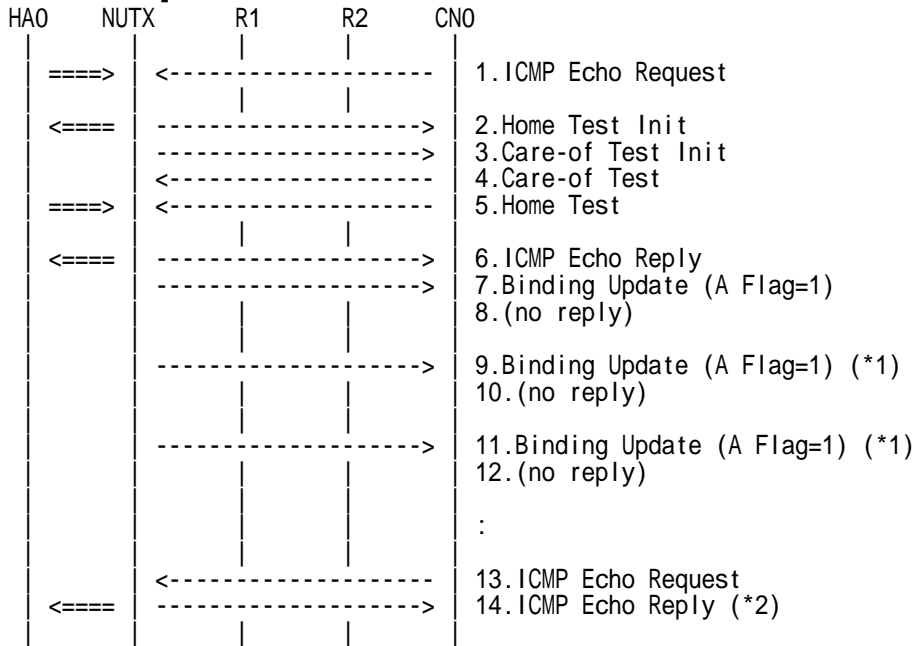 HA0 NUTX R1 R2 CN0
====> <--------------------- 1.ICMP Echo Request
<==== ---------------------> 2.Home Test Init
---------------------> 3.Care-of Test Init
<--------------------- 4.Care-of Test
====> <--------------------- 5.Home Test
<==== ---------------------> 6.ICMP Echo Reply
---------------------> 7.Binding Update (A Flag=1)
8.(no reply)
---------------------> 9.Binding Update (A Flag=1) (*1)
10.(no reply)
---------------------> 11.Binding Update (A Flag=1) (*1)
12.(no reply)
:
<--------------------- 13.ICMP Echo Request
<==== ---------------------> 14.ICMP Echo Reply (*2)